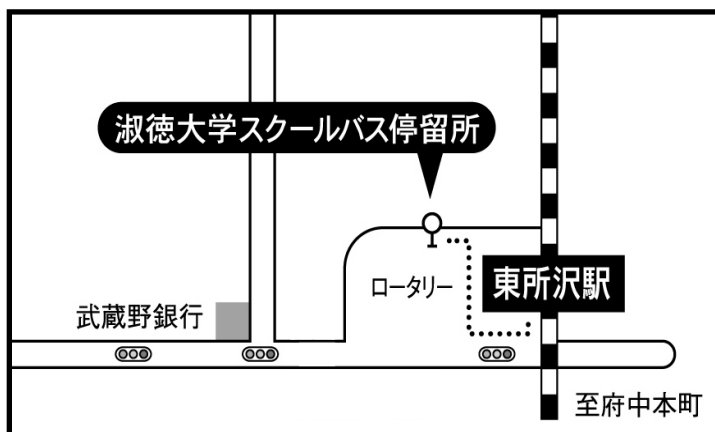 淑徳大学スクールバス停留所
ロータリー
東所沢駅
武蔵野銀行
至府中本町